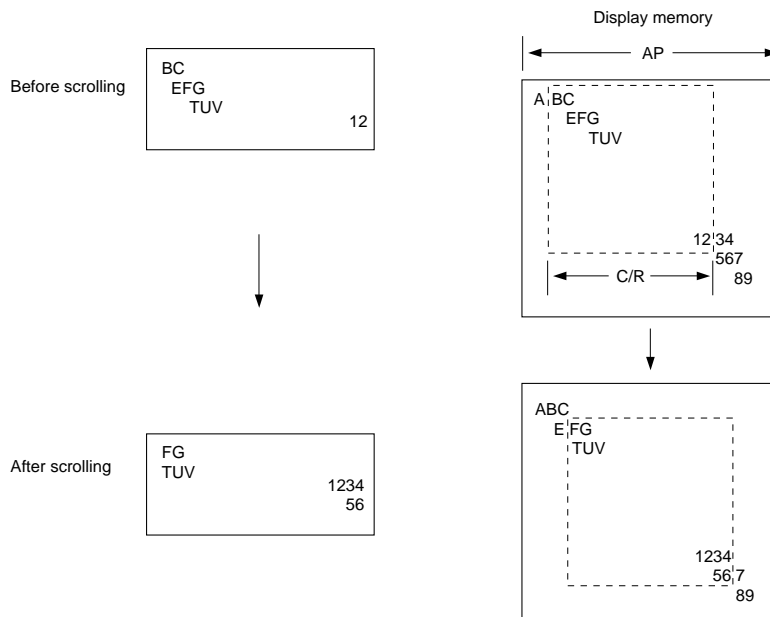 Display memory
AP
Before scrolling
BC
EFG
TUV
12
A BC
EFG
TUV
12 34
567
89
C/R
After scrolling
FG
TUV
1234
56
ABC
E FG
TUV
1234
56 7
89